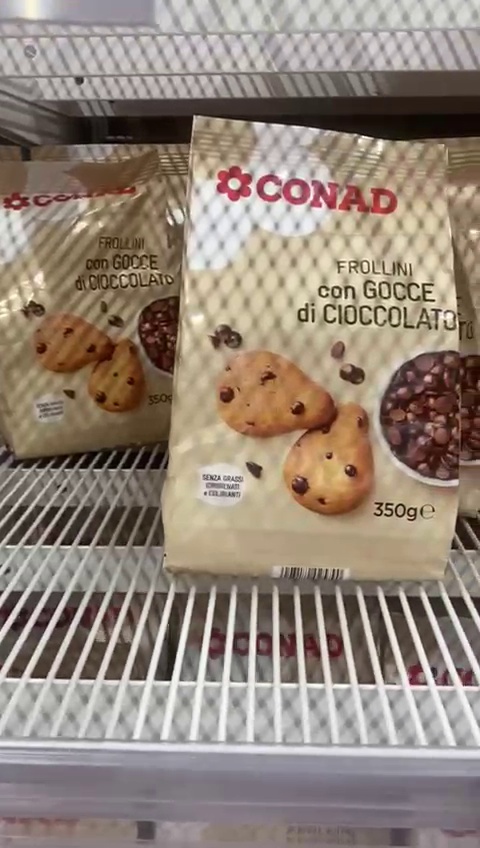 CONAD
FROLLINI
con GOCCE
di CIOCCOLATO
350g
CONAD
FROLLINI
con GOCCE
di CIOCCOLATO
SENZA GRASSI
IDROGENATI
e COLORANTI
350g e
CONAD